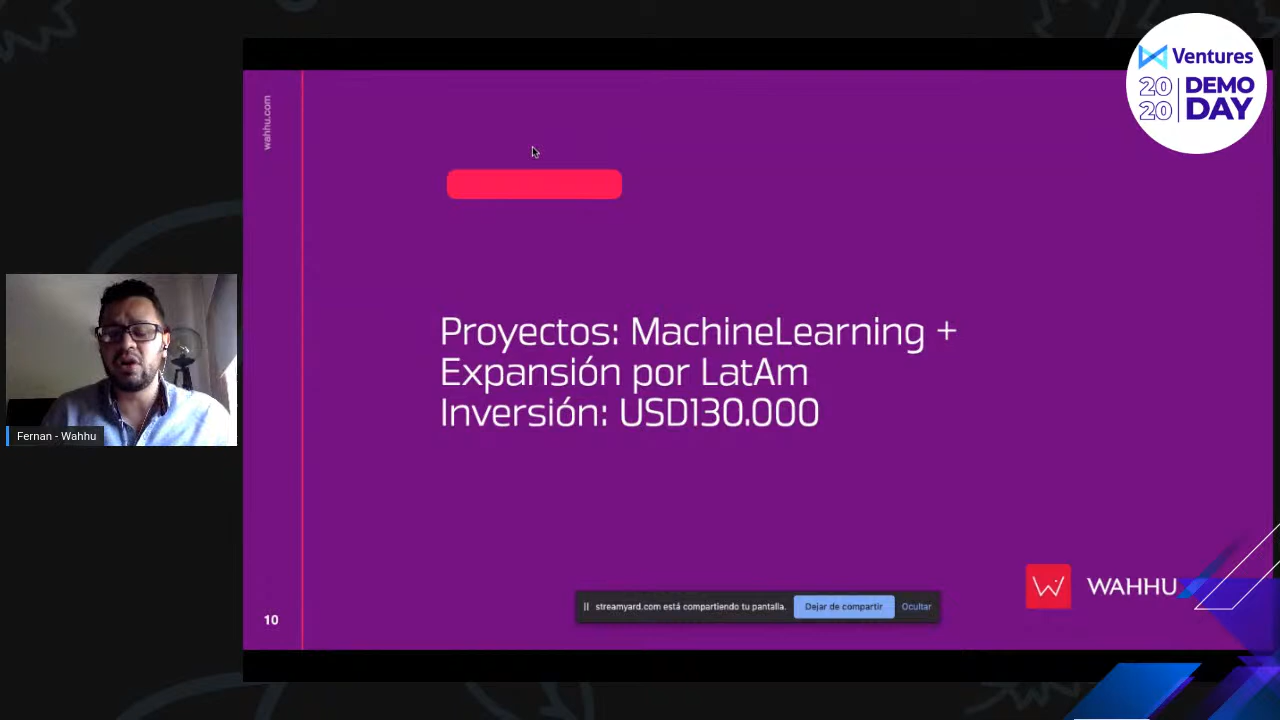 Ventures
20
20
DEMO
DAY
wahhu.com
Proyectos: MachineLearning +
Expansión por LatAm
Inversión: USD130.000
Fernan - Wahhu
WAHHU
streamyard.com está compartiendo tu pantalla. Dejar de compartir Ocultar
10